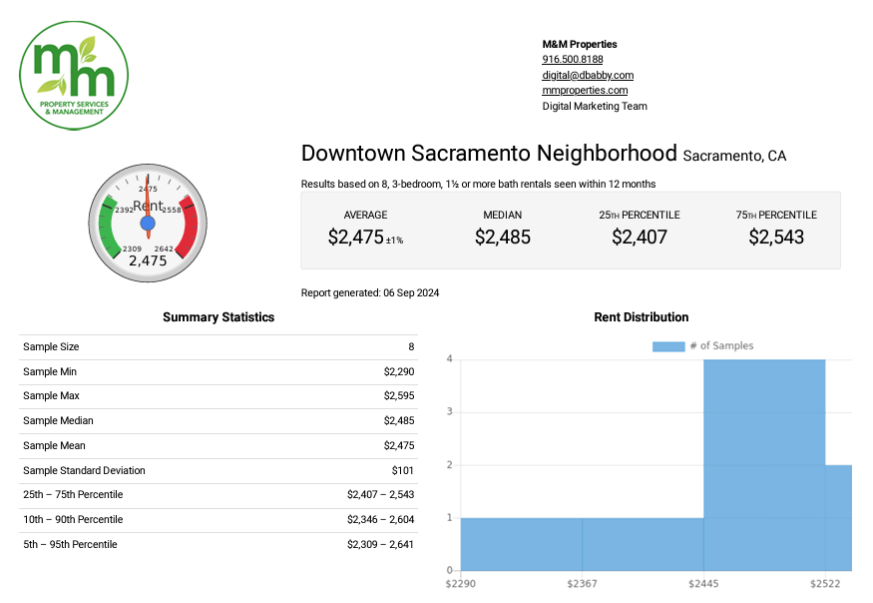 mm
PROPERTY SERVICES
& MANAGEMENT
M&M Properties
916.500.8188
digital@dbabby.com
mmproperties.com
Digital Marketing Team
Downtown Sacramento Neighborhood Sacramento, CA
Results based on 8, 3-bedroom, 1½ or more bath rentals seen within 12 months
AVERAGE MEDIAN 25TH PERCENTILE 75TH PERCENTILE
$2,475 ±1% $2,485 $2,407 $2,543
2475
2392 Rent 2558
2309 2642
2,475
Report generated: 06 Sep 2024
Summary Statistics
Sample Size 8
Sample Min $2,290
Sample Max $2,595
Sample Median $2,485
Sample Mean $2,475
Sample Standard Deviation $101
25th – 75th Percentile $2,407 – 2,543
10th – 90th Percentile $2,346 – 2,604
5th – 95th Percentile $2,309 – 2,641
Rent Distribution
# of Samples
4
3
2
1
0
$2290 $2367 $2445 $2522